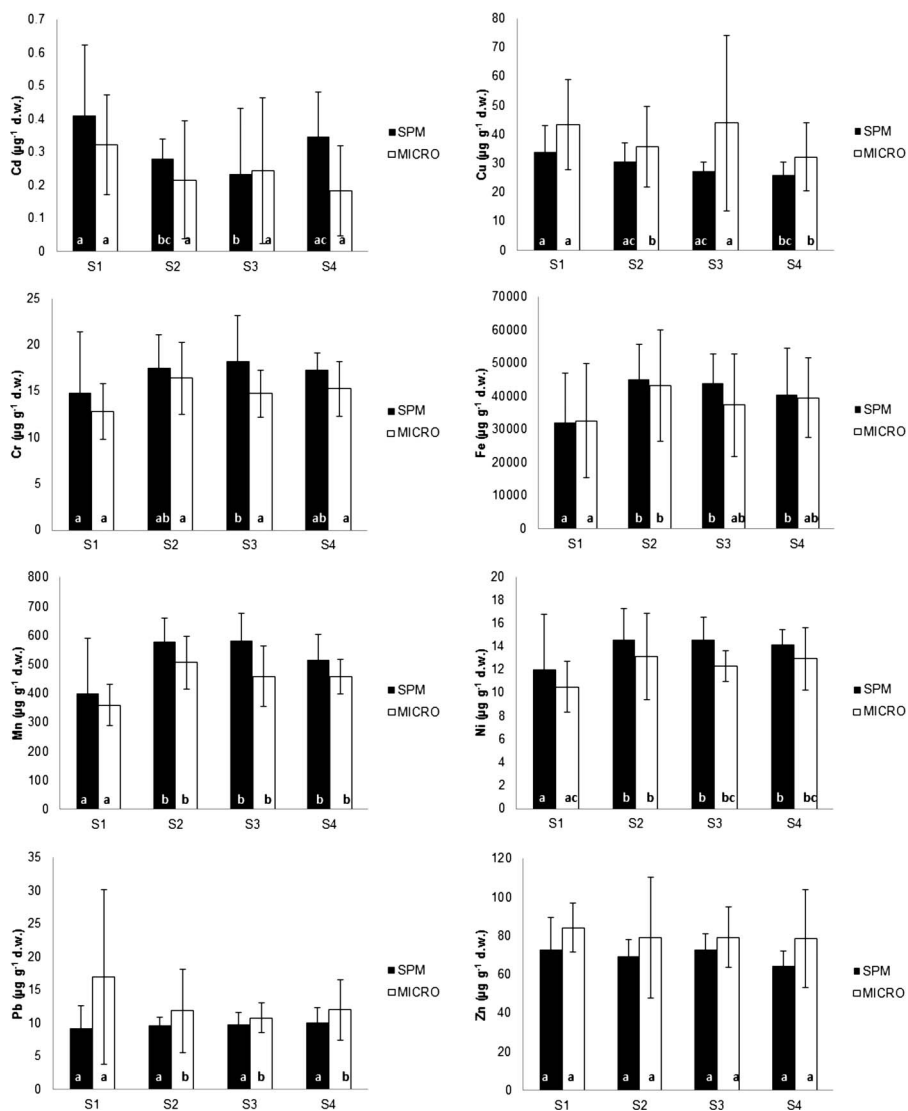 0.7
0.6
0.5
0.4
0.3
0.2
0.1
0
Cd (µg g⁻¹ d.w.)
a a bc a b a ac a
S1 S2 S3 S4
SPM
MICRO
80
70
60
50
40
30
20
10
0
Cu (µg g⁻¹ d.w.)
a a ac b ac a bc b
S1 S2 S3 S4
SPM
MICRO
25
20
15
10
5
0
Cr (µg g⁻¹ d.w.)
a a ab a b a ab a
S1 S2 S3 S4
SPM
MICRO
70000
60000
50000
40000
30000
20000
10000
0
Fe (µg g⁻¹ d.w.)
a a b b b ab b ab
S1 S2 S3 S4
SPM
MICRO
800
700
600
500
400
300
200
100
0
Mn (µg g⁻¹ d.w.)
a a b b b b b b
S1 S2 S3 S4
SPM
MICRO
20
18
16
14
12
10
8
6
4
2
0
Ni (µg g⁻¹ d.w.)
a ac b b b bc b bc
S1 S2 S3 S4
SPM
MICRO
35
30
25
20
15
10
5
0
Pb (µg g⁻¹ d.w.)
a a a b a b a b
S1 S2 S3 S4
SPM
MICRO
120
100
80
60
40
20
0
Zn (µg g⁻¹ d.w.)
a a a a a a a a
S1 S2 S3 S4
SPM
MICRO